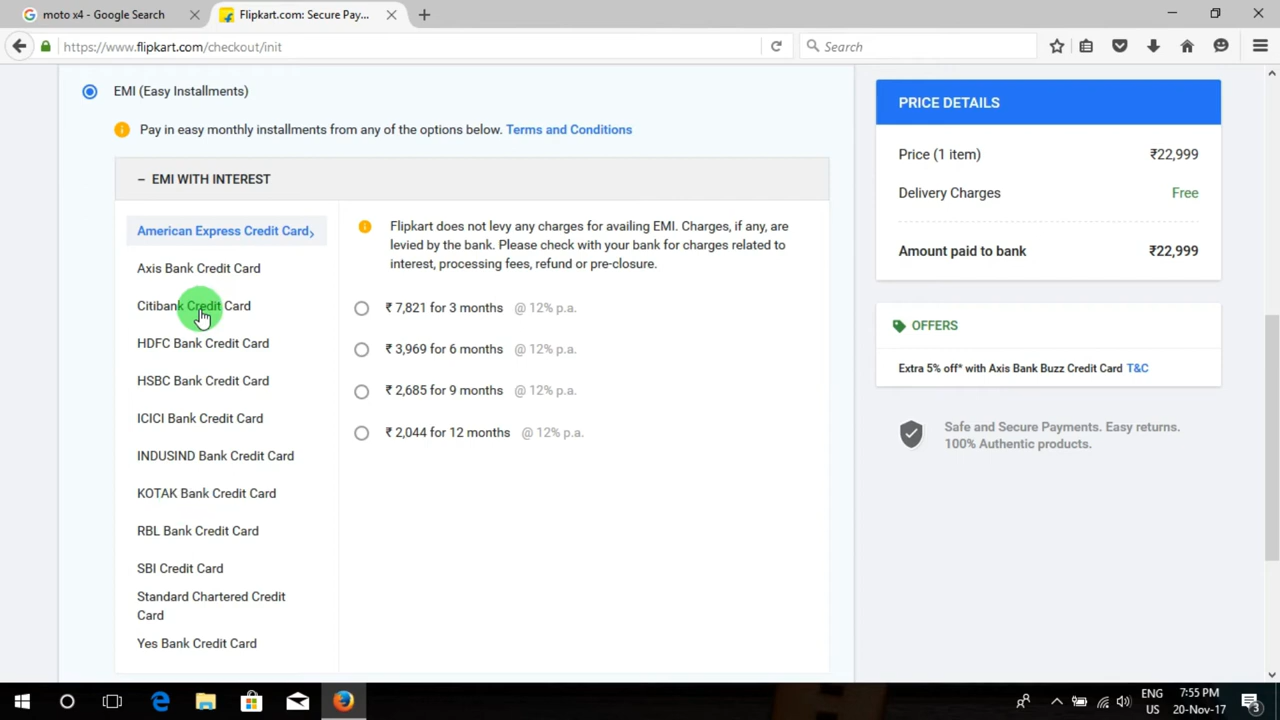 moto x4 - Google Search
Flipkart.com: Secure Pay...
https://www.flipkart.com/checkout/init
Search
EMI (Easy Installments)
Pay in easy monthly installments from any of the options below. Terms and Conditions
− EMI WITH INTEREST
American Express Credit Card
Axis Bank Credit Card
Citibank Credit Card
HDFC Bank Credit Card
HSBC Bank Credit Card
ICICI Bank Credit Card
INDUSIND Bank Credit Card
KOTAK Bank Credit Card
RBL Bank Credit Card
SBI Credit Card
Standard Chartered Credit
Card
Yes Bank Credit Card
Flipkart does not levy any charges for availing EMI. Charges, if any, are
levied by the bank. Please check with your bank for charges related to
interest, processing fees, refund or pre-closure.
₹ 7,821 for 3 months @ 12% p.a.
₹ 3,969 for 6 months @ 12% p.a.
₹ 2,685 for 9 months @ 12% p.a.
₹ 2,044 for 12 months @ 12% p.a.
PRICE DETAILS
Price (1 item) ₹22,999
Delivery Charges Free
Amount paid to bank ₹22,999
OFFERS
Extra 5% off* with Axis Bank Buzz Credit Card T&C
Safe and Secure Payments. Easy returns.
100% Authentic products.
ENG 7:55 PM
US 20-Nov-17
3